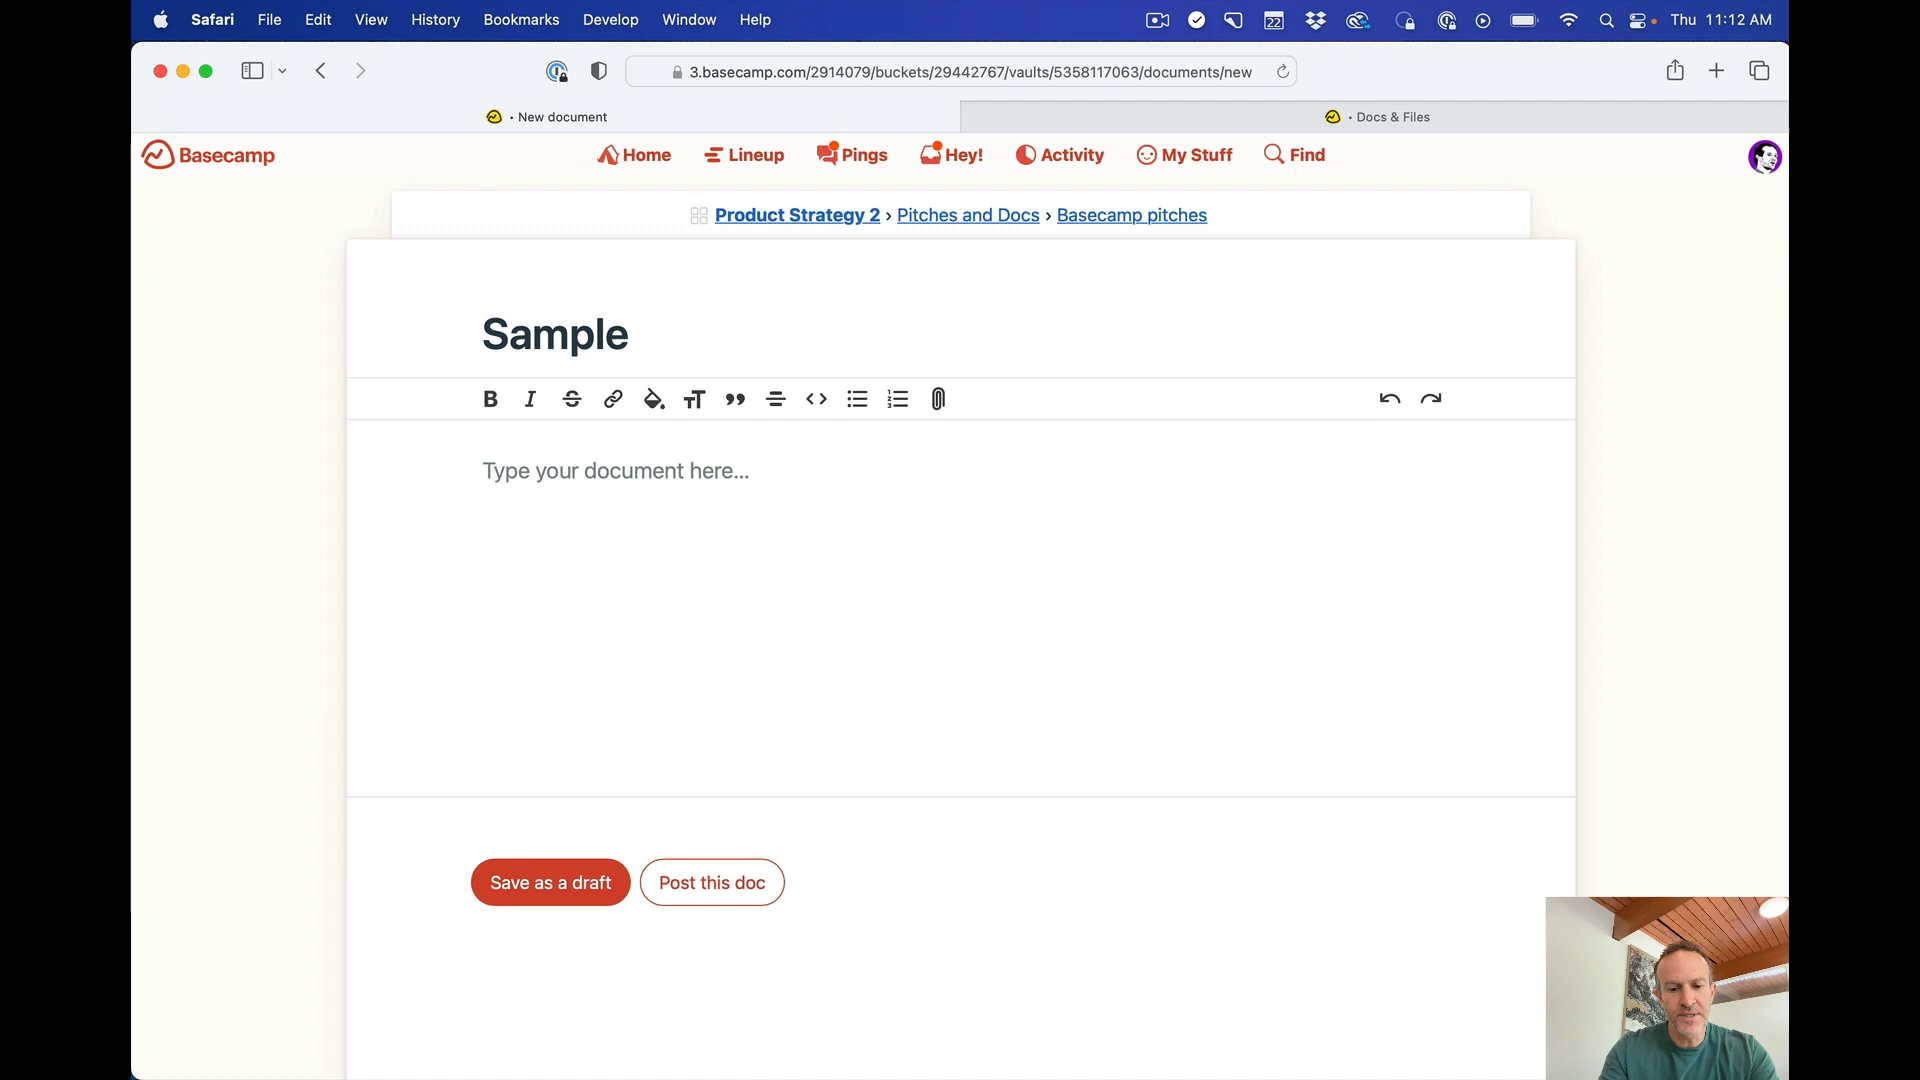 Safari File Edit View History Bookmarks Develop Window Help 22 Thu 11:12 AM
3.basecamp.com/2914079/buckets/29442767/vaults/5358117063/documents/new
• New document
• Docs & Files
Basecamp
Home Lineup Pings Hey! Activity My Stuff Find
Product Strategy 2 › Pitches and Docs › Basecamp pitches
Sample
Type your document here...
Save as a draft
Post this doc